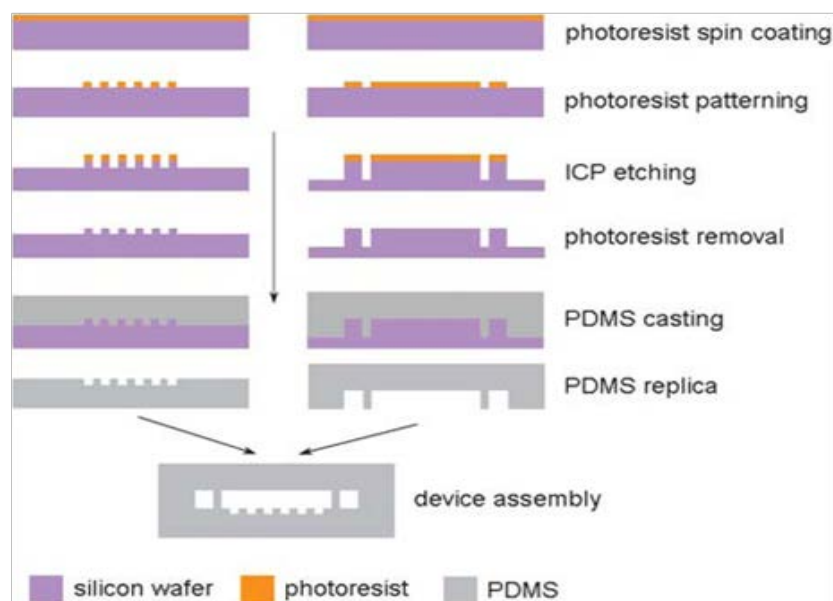 photoresist spin coating
photoresist patterning
ICP etching
photoresist removal
PDMS casting
PDMS replica
device assembly
silicon wafer photoresist PDMS